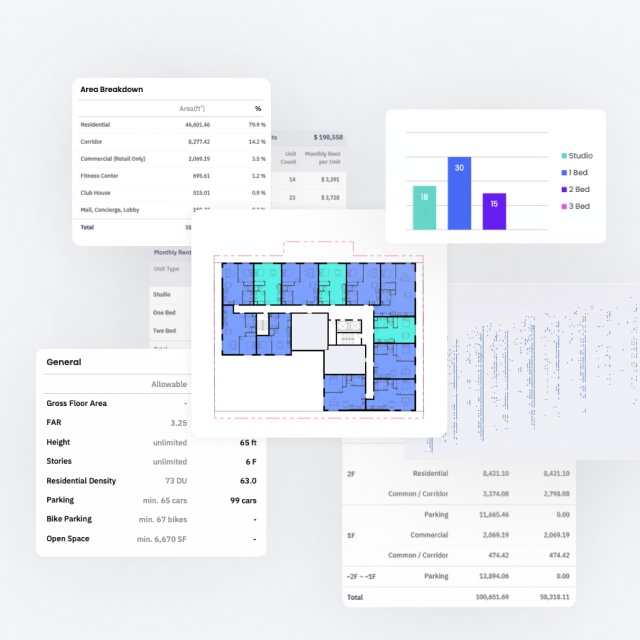 Area Breakdown
Area(ft²) %
Residential 46,601.46 79.9 %
Corridor 8,277.42 14.2 %
Commercial (Retail Only) 2,069.19 3.5 %
Fitness Center 695.61 1.2 %
Club House 515.01 0.9 %
Mail, Concierge, Lobby
Total 58
$ 198,558
Unit Count Monthly Rent per Unit
14 $ 3,391
23 $ 3,728
18
30
15
Studio
1 Bed
2 Bed
3 Bed
Monthly Rent
Unit Type
Studio
One Bed
Two Bed
General
Allowable
Gross Floor Area -
FAR 3.25
Height unlimited 65 ft
Stories unlimited 6 F
Residential Density 73 DU 63.0
Parking min. 65 cars 99 cars
Bike Parking min. 67 bikes -
Open Space min. 6,670 SF -
2F Residential 8,431.10 8,431.10
Common / Corridor 3,374.08 2,798.08
Parking 11,665.46 0.00
1F Commercial 2,069.19 2,069.19
Common / Corridor 474.42 474.42
-2F ~ -1F Parking 13,894.06 0.00
Total 100,651.69 58,318.11